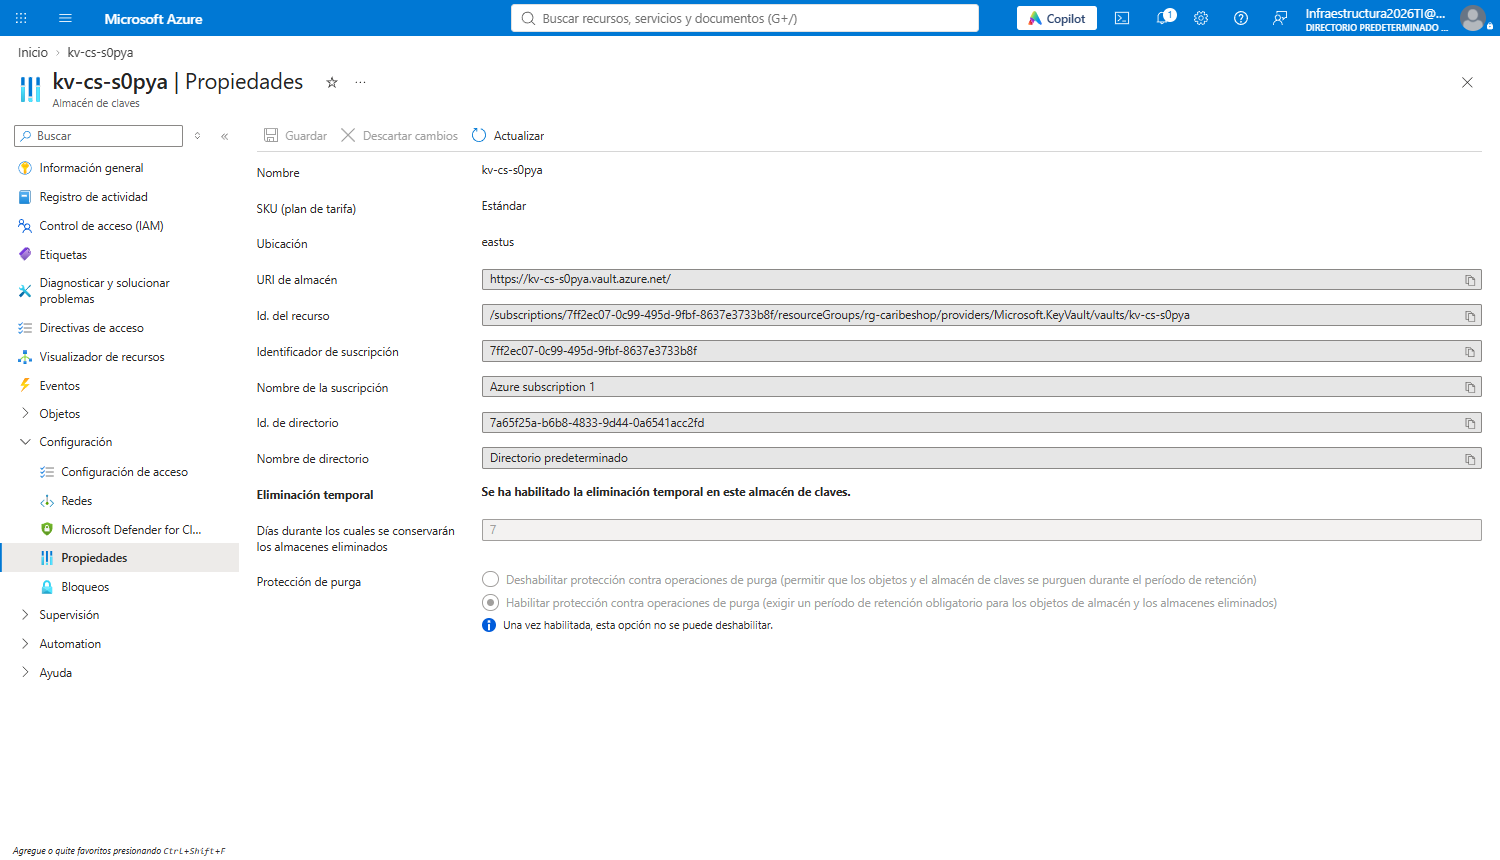 Microsoft Azure
Buscar recursos, servicios y documentos (G+/)
Copilot
1
Infraestructura2026TI@...
DIRECTORIO PREDETERMINADO ...
Inicio > kv-cs-s0pya
kv-cs-s0pya | Propiedades
Almacén de claves
Buscar
Guardar
Descartar cambios
Actualizar
Información general
Registro de actividad
Control de acceso (IAM)
Etiquetas
Diagnosticar y solucionar
problemas
Directivas de acceso
Visualizador de recursos
Eventos
Objetos
Configuración
Configuración de acceso
Redes
Microsoft Defender for Cl...
Propiedades
Bloqueos
Supervisión
Automation
Ayuda
Nombre
kv-cs-s0pya
SKU (plan de tarifa)
Estándar
Ubicación
eastus
URI de almacén
https://kv-cs-s0pya.vault.azure.net/
Id. del recurso
/subscriptions/7ff2ec07-0c99-495d-9fbf-8637e3733b8f/resourceGroups/rg-caribeshop/providers/Microsoft.KeyVault/vaults/kv-cs-s0pya
Identificador de suscripción
7ff2ec07-0c99-495d-9fbf-8637e3733b8f
Nombre de la suscripción
Azure subscription 1
Id. de directorio
7a65f25a-b6b8-4833-9d44-0a6541acc2fd
Nombre de directorio
Directorio predeterminado
Eliminación temporal
Se ha habilitado la eliminación temporal en este almacén de claves.
Días durante los cuales se conservarán
los almacenes eliminados
7
Protección de purga
Deshabilitar protección contra operaciones de purga (permitir que los objetos y el almacén de claves se purguen durante el período de retención)
Habilitar protección contra operaciones de purga (exigir un período de retención obligatorio para los objetos de almacén y los almacenes eliminados)
Una vez habilitada, esta opción no se puede deshabilitar.
Agregue o quite favoritos presionando Ctrl+Shift+F